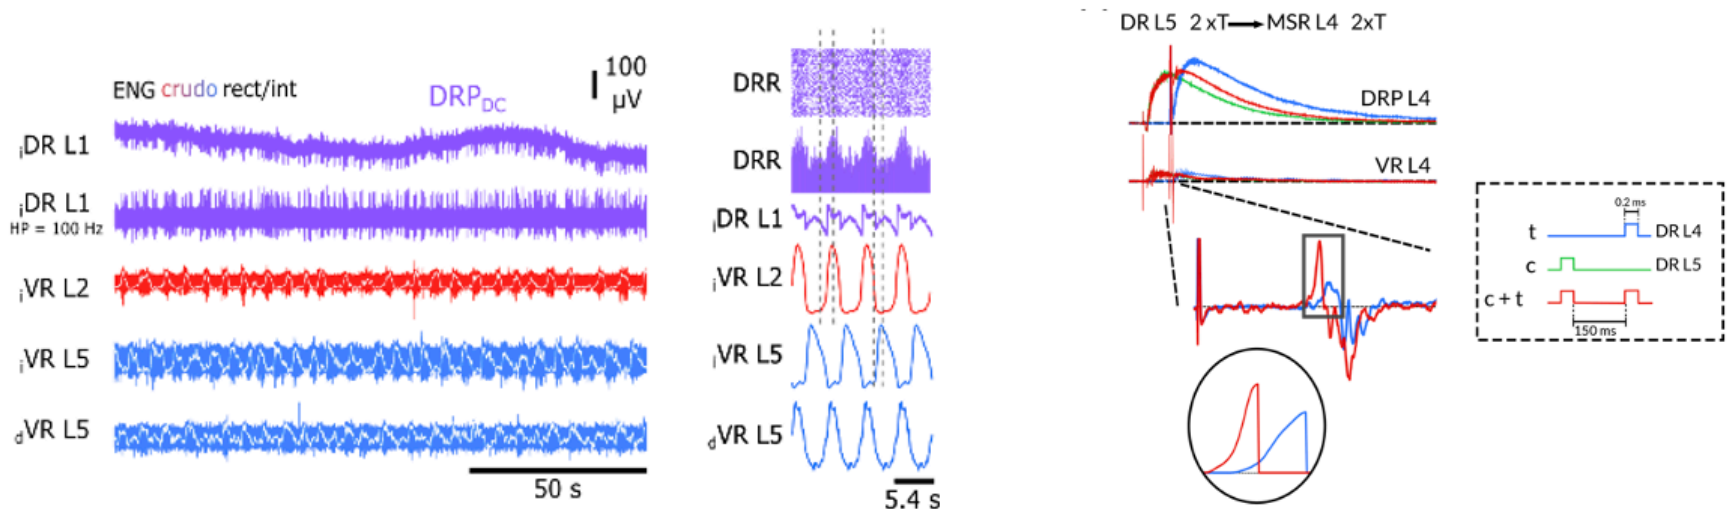 ENG crudo rect/int
DRP_DC
100
µV
iDR L1
iDR L1
HP = 100 Hz
iVR L2
iVR L5
dVR L5
50 s
DRR
DRR
iDR L1
iVR L2
iVR L5
dVR L5
5.4 s
DR L5 2 xT → MSR L4 2xT
DRP L4
VR L4
0.2 ms
t DR L4
c DR L5
c + t
150 ms